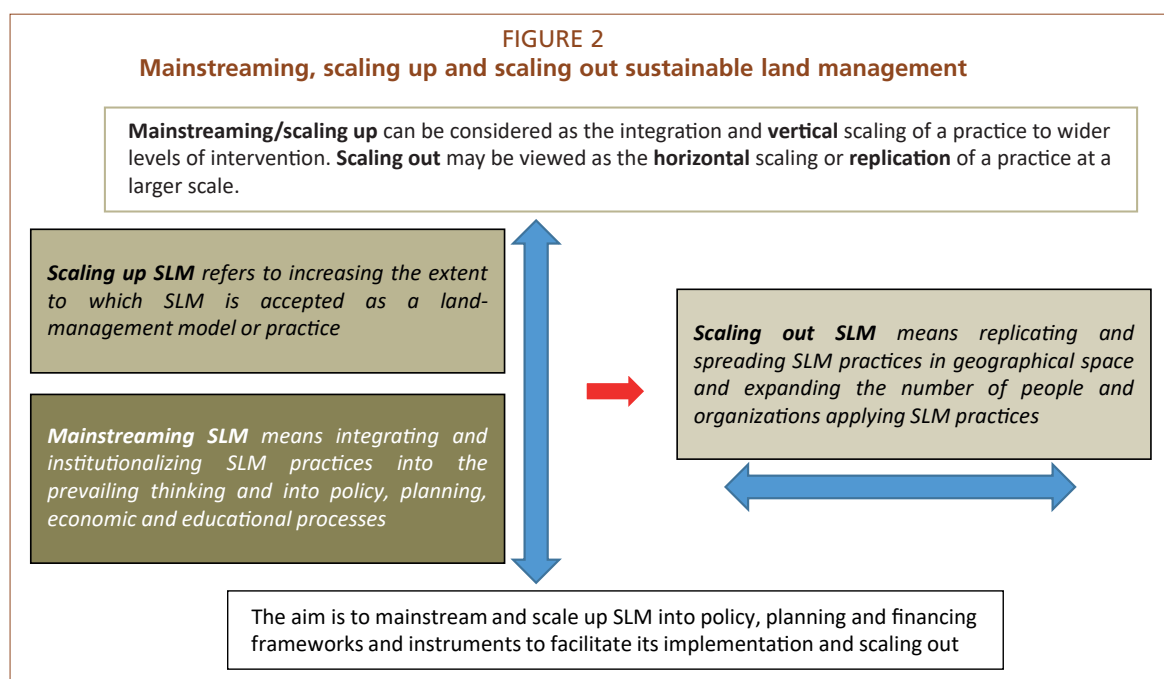 FIGURE 2
Mainstreaming, scaling up and scaling out sustainable land management
Mainstreaming/scaling up can be considered as the integration and vertical scaling of a practice to wider
levels of intervention. Scaling out may be viewed as the horizontal scaling or replication of a practice at a
larger scale.
Scaling up SLM refers to increasing the extent
to which SLM is accepted as a land-
management model or practice
Mainstreaming SLM means integrating and
institutionalizing SLM practices into the
prevailing thinking and into policy, planning,
economic and educational processes
Scaling out SLM means replicating and
spreading SLM practices in geographical space
and expanding the number of people and
organizations applying SLM practices
The aim is to mainstream and scale up SLM into policy, planning and financing
frameworks and instruments to facilitate its implementation and scaling out